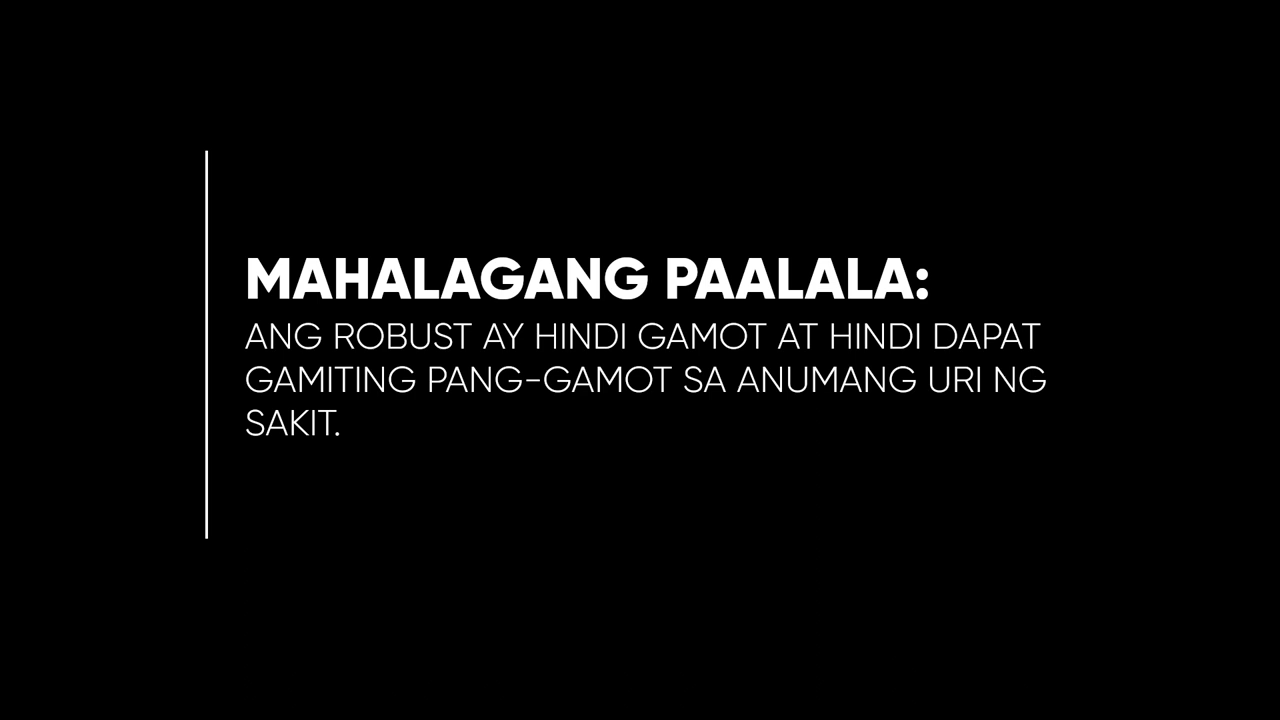 MAHALAGANG PAALALA:
ANG ROBUST AY HINDI GAMOT AT HINDI DAPAT
GAMITING PANG-GAMOT SA ANUMANG URI NG
SAKIT.